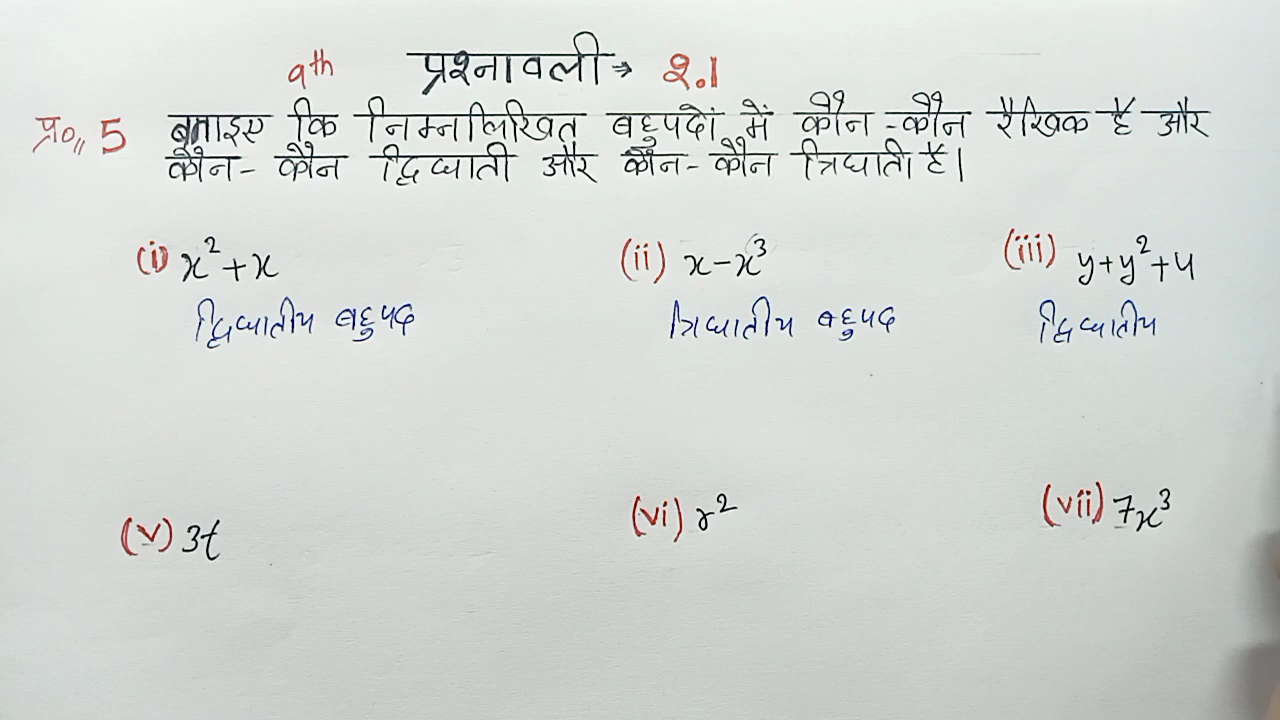 9th प्रश्नावली → 2.1
प्र०,, 5 बताइए कि निम्नलिखित बहुपदों में कौन-कौन रैखिक हैं और
कौन-कौन द्विघाती और कौन-कौन त्रिघाती हैं।
(i) x²+x (ii) x-x³ (iii) y+y²+4
द्विघातीय बहुपद त्रिघातीय बहुपद द्विघातीय
(v) 3t (vi) r² (vii) 7x³